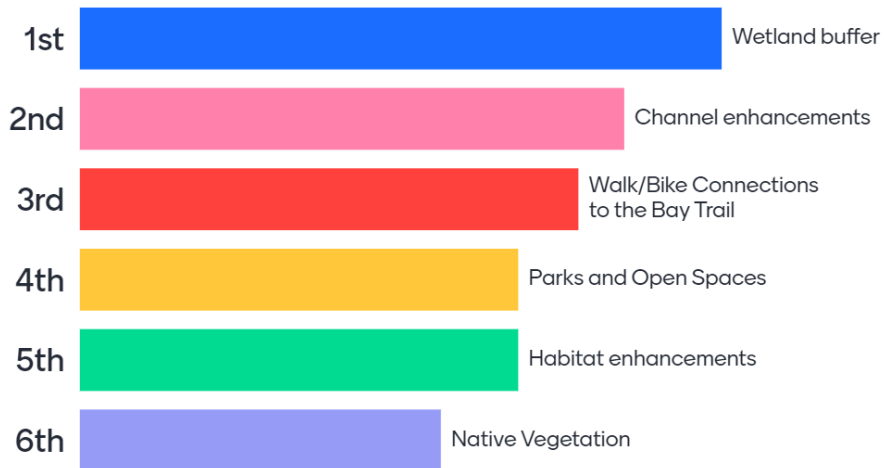 1st
Wetland buffer
2nd
Channel enhancements
3rd
Walk/Bike Connections
to the Bay Trail
4th
Parks and Open Spaces
5th
Habitat enhancements
6th
Native Vegetation